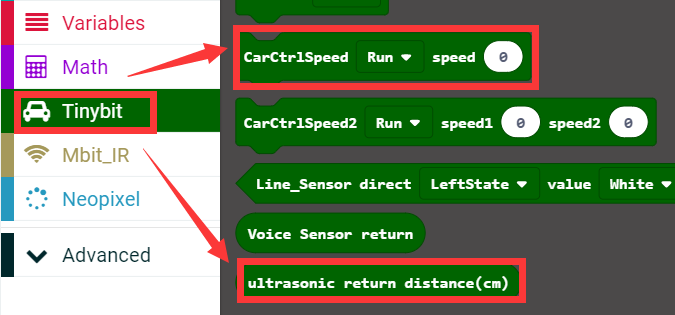 Variables
Math
Tinybit
Mbit_IR
Neopixel
Advanced
CarCtrlSpeed Run speed 0
CarCtrlSpeed2 Run speed1 0 speed2 0
Line_Sensor direct LeftState value White
Voice Sensor return
ultrasonic return distance(cm)